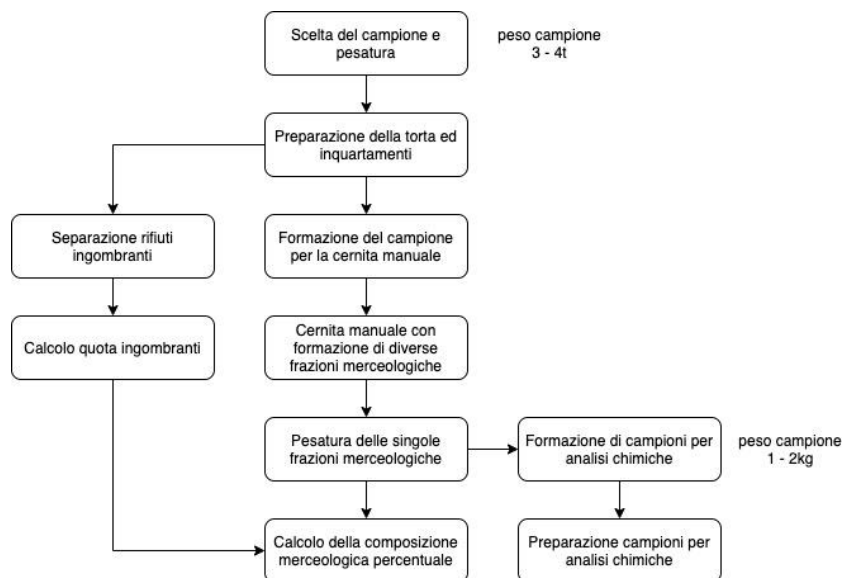 Scelta del campione e
pesatura
peso campione
3 - 4t
Preparazione della torta ed
inquartamenti
Separazione rifiuti
ingombranti
Formazione del campione
per la cernita manuale
Calcolo quota ingombranti
Cernita manuale con
formazione di diverse
frazioni merceologiche
Pesatura delle singole
frazioni merceologiche
Formazione di campioni per
analisi chimiche
peso campione
1 - 2kg
Calcolo della composizione
merceologica percentuale
Preparazione campioni per
analisi chimiche